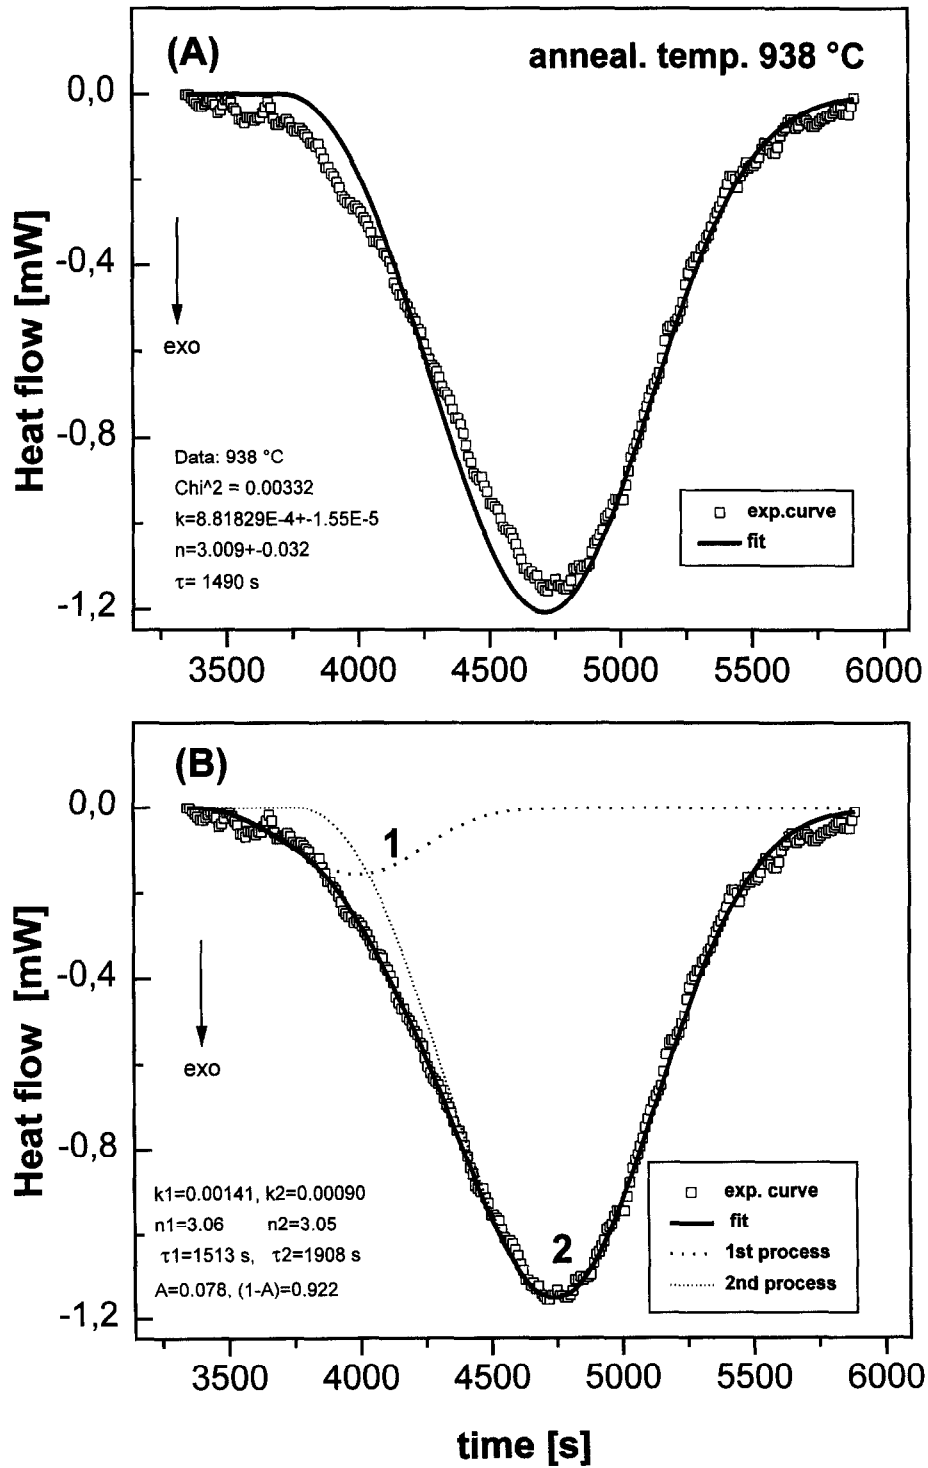 (A) anneal. temp. 938 °C
0,0
-0,4
-0,8
-1,2
Heat flow [mW]
exo
Data: 938 °C
Chi^2 = 0.00332
k=8.81829E-4+-1.55E-5
n=3.009+-0.032
τ= 1490 s
exp.curve
fit
3500 4000 4500 5000 5500 6000
(B)
0,0
-0,4
-0,8
-1,2
Heat flow [mW]
1
exo
k1=0.00141, k2=0.00090
n1=3.06 n2=3.05
τ1=1513 s, τ2=1908 s
A=0.078, (1-A)=0.922
2
exp. curve
fit
1st process
2nd process
3500 4000 4500 5000 5500 6000
time [s]